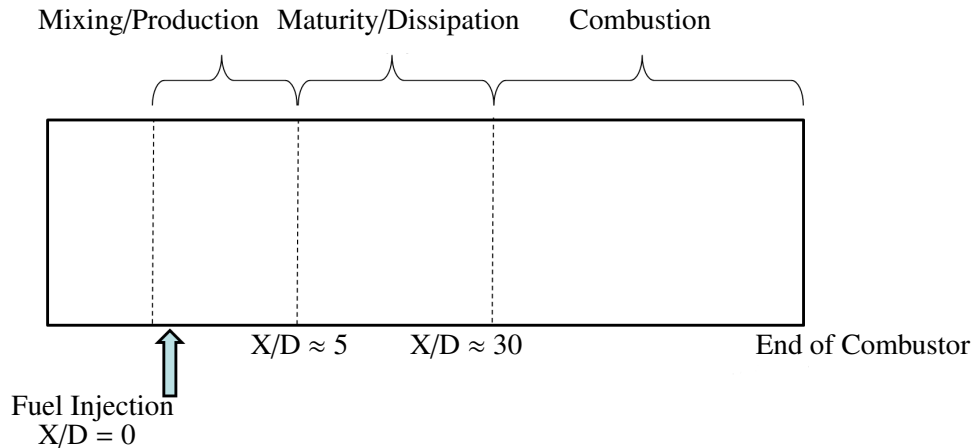 Mixing/Production
Maturity/Dissipation
Combustion
X/D ≈ 5
X/D ≈ 30
End of Combustor
Fuel Injection
X/D = 0